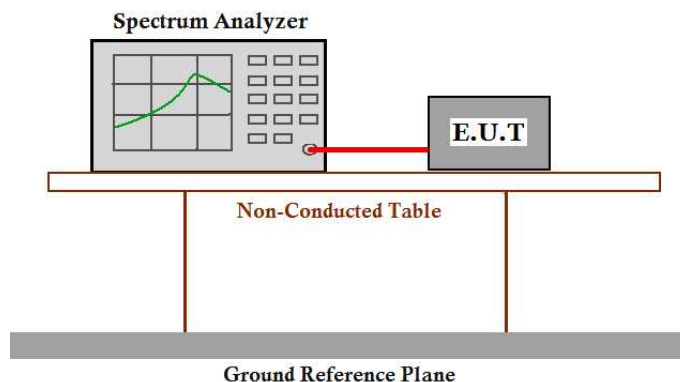 Spectrum Analyzer
E.U.T
Non-Conducted Table
Ground Reference Plane